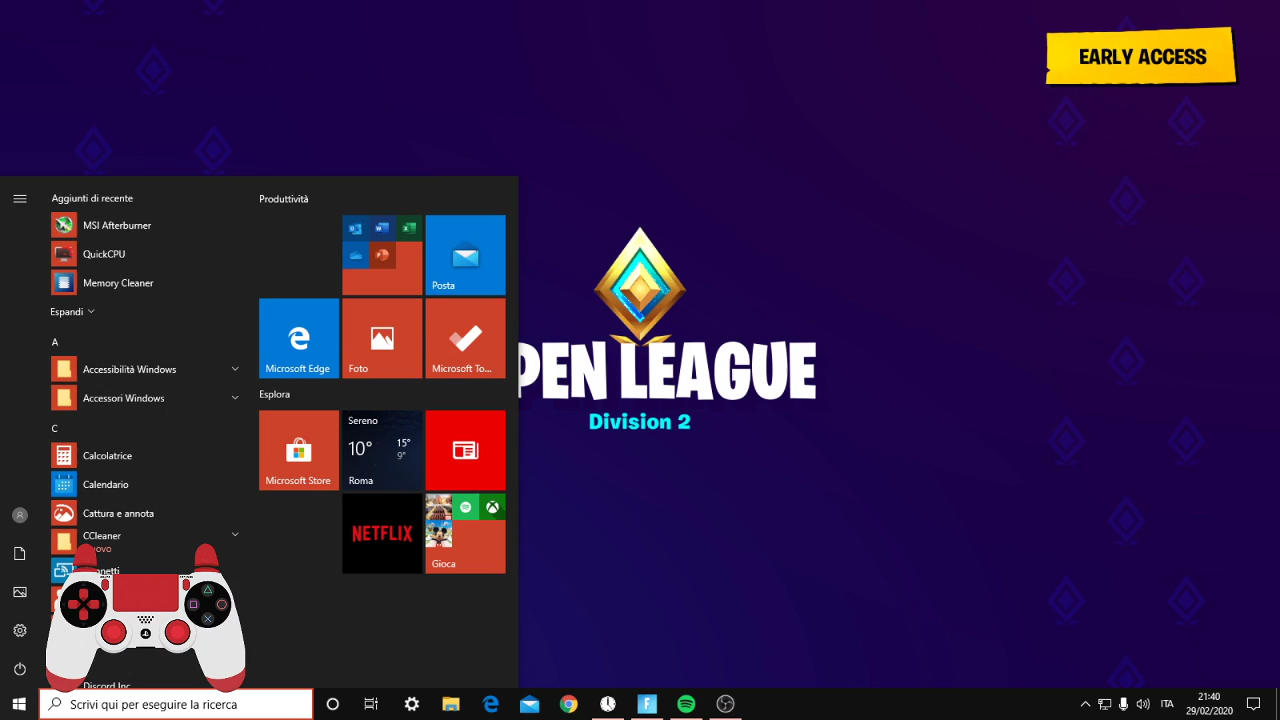 EARLY ACCESS
Aggiunti di recente
MSI Afterburner
QuickCPU
Memory Cleaner
Espandi
A
Accessibilità Windows
Accessori Windows
C
Calcolatrice
Calendario
Cattura e annota
CCleaner
Discord Inc
Produttività
Posta
Microsoft Edge
Foto
Microsoft To...
Esplora
Microsoft Store
Sereno
10°
15°
9°
Roma
NETFLIX
Gioca
PEN LEAGUE
Division 2
Scrivi qui per eseguire la ricerca
ITA
21:40
29/02/2020